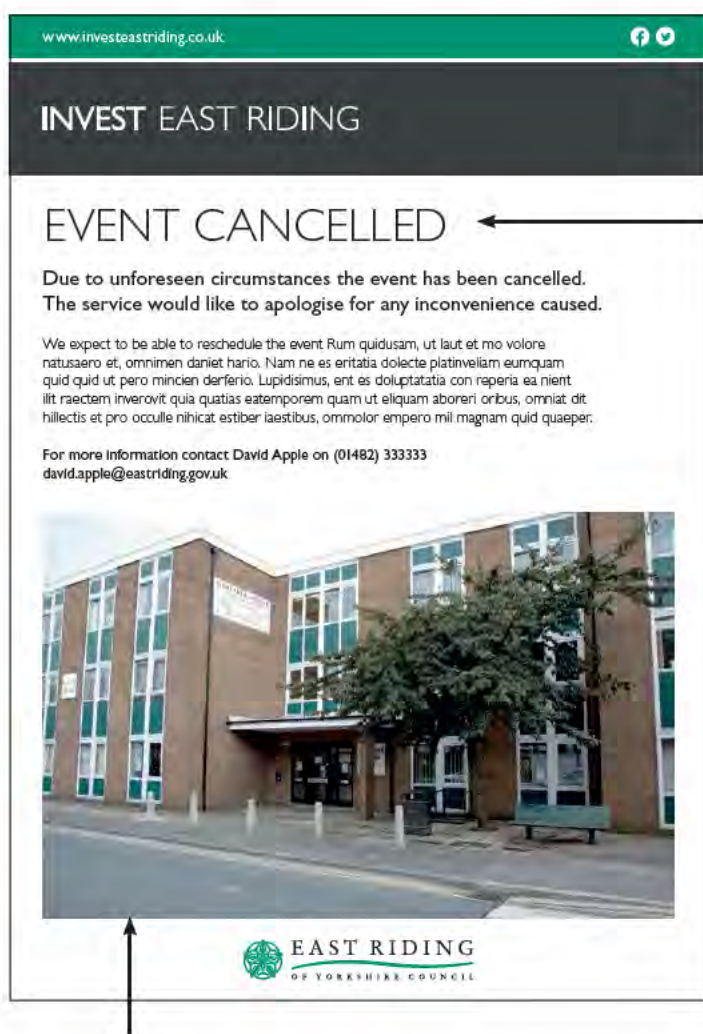 www.investeastriding.co.uk
INVEST EAST RIDING
EVENT CANCELLED
Due to unforeseen circumstances the event has been cancelled.
The service would like to apologise for any inconvenience caused.
We expect to be able to reschedule the event Rum quidusam, ut laut et mo volore
natusaero et, omnimen daniet hario. Nam ne es eritatia dolecte platinveliam eumquam
quid quid ut pero mincien derferio. Lupidisimus, ent es doluptatatia con reperia ea nient
ilit raectem inverovit quia quatias eatemporem quam ut eliquam aboreri oribus, omniat dit
hillectis et pro occulle nihicat estiber iaestibus, ommolor empero mil magnam quid quaeper.
For more information contact David Apple on (01482) 333333
david.apple@eastriding.gov.uk
EAST RIDING
OF YORKSHIRE COUNCIL